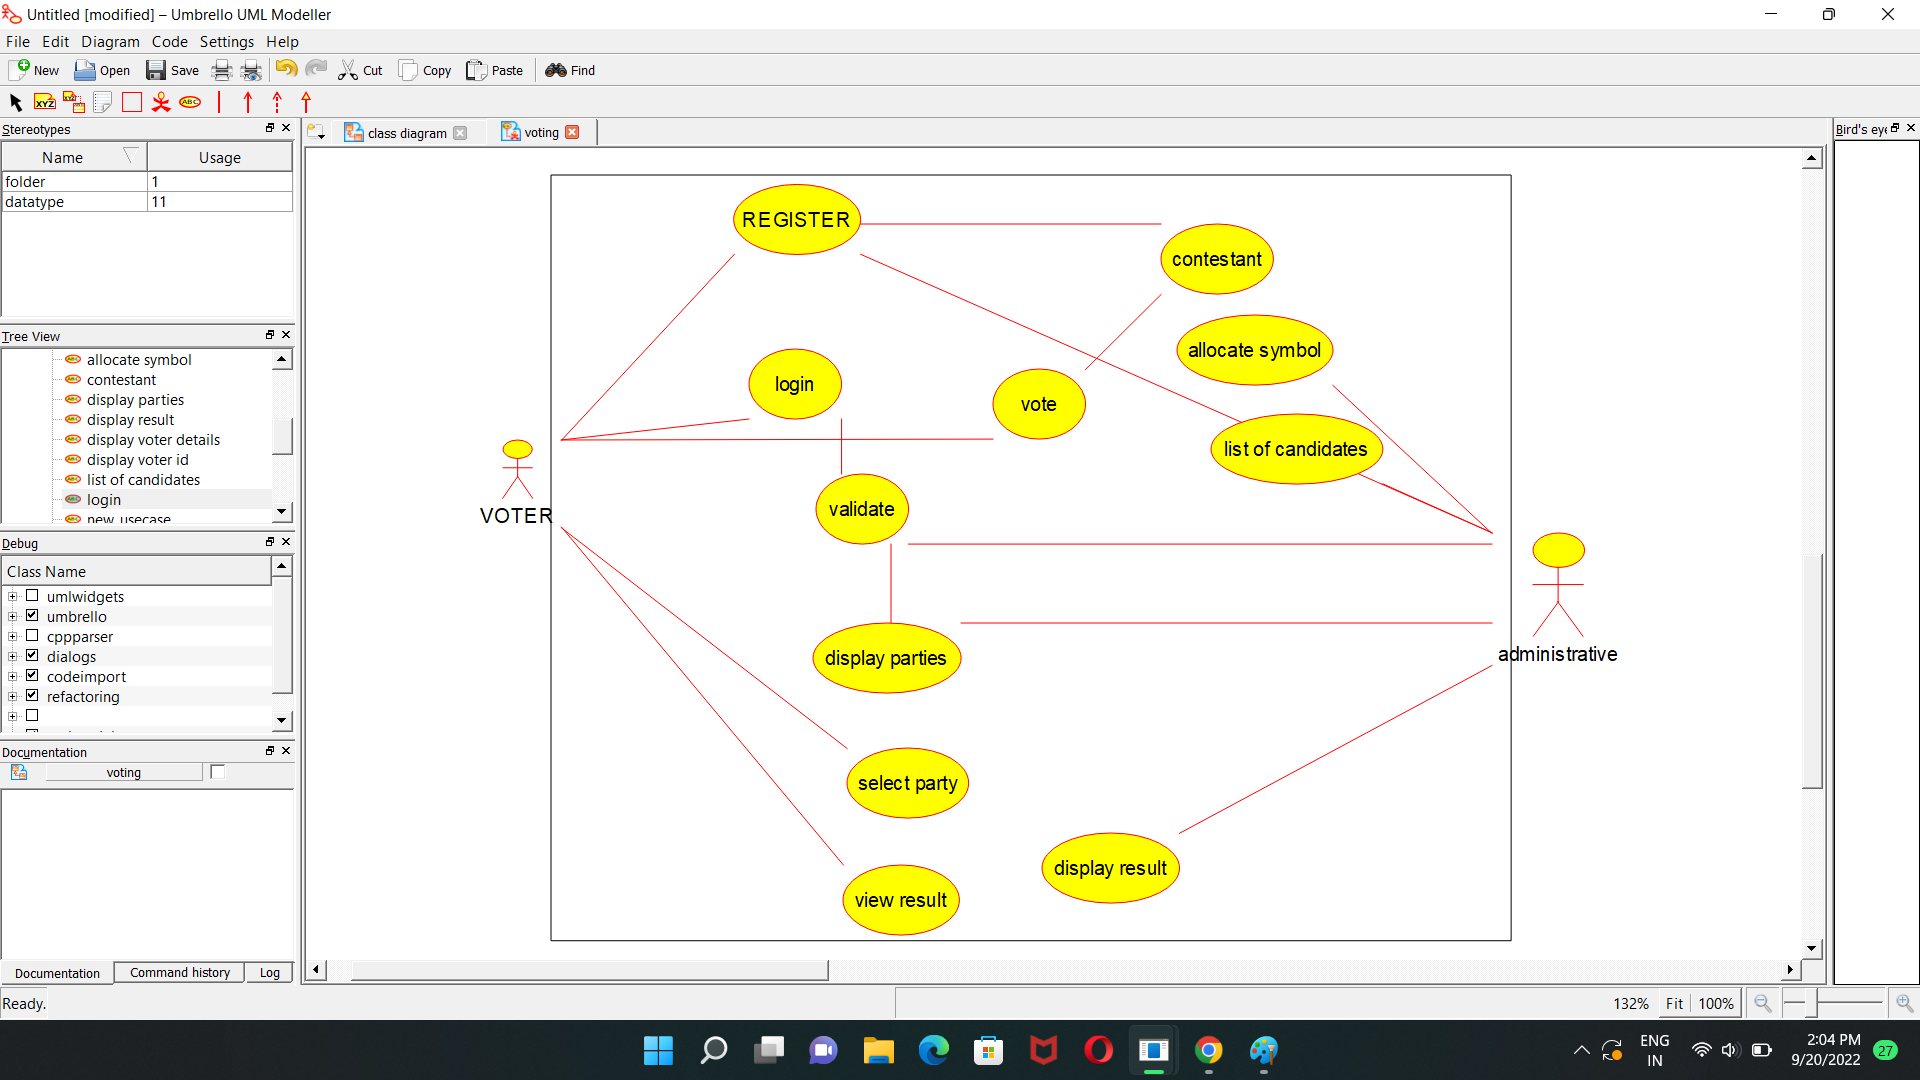 Untitled [modified] – Umbrello UML Modeller
File Edit Diagram Code Settings Help
New Open Save Cut Copy Paste Find
XYZ XYZ ABC
Stereotypes
Name Usage
folder 1
datatype 11
Tree View
allocate symbol
contestant
display parties
display result
display voter details
display voter id
list of candidates
login
new usecase
Debug
Class Name
umlwidgets
umbrello
cppparser
dialogs
codeimport
refactoring
Documentation
voting
Documentation Command history Log
class diagram voting
Bird's eye
REGISTER
contestant
allocate symbol
login
vote
list of candidates
VOTER
validate
administrative
display parties
select party
display result
view result
Ready.
132% Fit 100%
ENG
IN
2:04 PM
9/20/2022
27